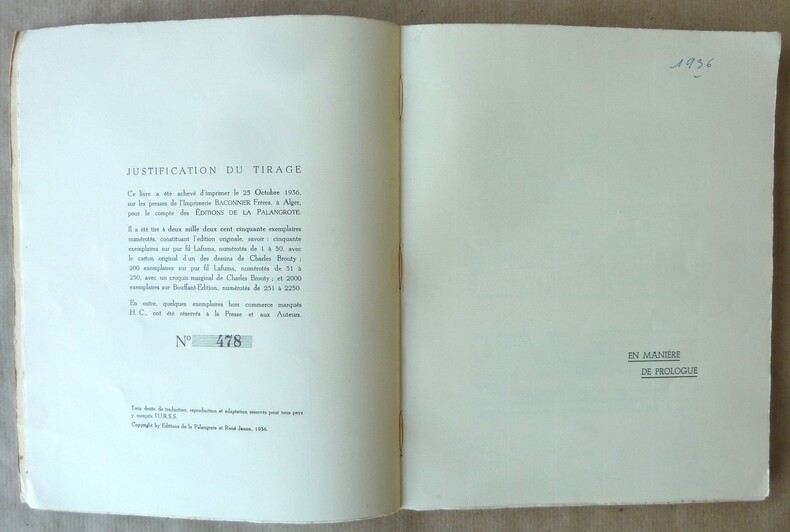 JUSTIFICATION DU TIRAGE
Ce livre a été achevé d'imprimer le 25 Octobre 1936,
sur les presses de l'Imprimerie BACONNIER Frères, à Alger,
pour le compte des ÉDITIONS DE LA PALANGROTE.
Il a été tiré à deux mille deux cent cinquante exemplaires
numérotés, constituant l'édition originale, savoir : cinquante
exemplaires sur pur fil Lafuma, numérotés de 1 à 50, avec
le carton original d'un des dessins de Charles Brouty ;
200 exemplaires sur pur fil Lafuma, numérotés de 51 à
250, avec un croquis marginal de Charles Brouty ; et 2000
exemplaires sur Bouffant-Edition, numérotés de 251 à 2250.
En outre, quelques exemplaires hors commerce marqués
H. C., ont été réservés à la Presse et aux Auteurs.
No 478
Tous droits de traduction, reproduction et adaptation réservés pour tous pays
y compris l'U.R.S.S.
Copyright by Editions de la Palangrote et René Janon, 1936.
1936
EN MANIÈRE
DE PROLOGUE